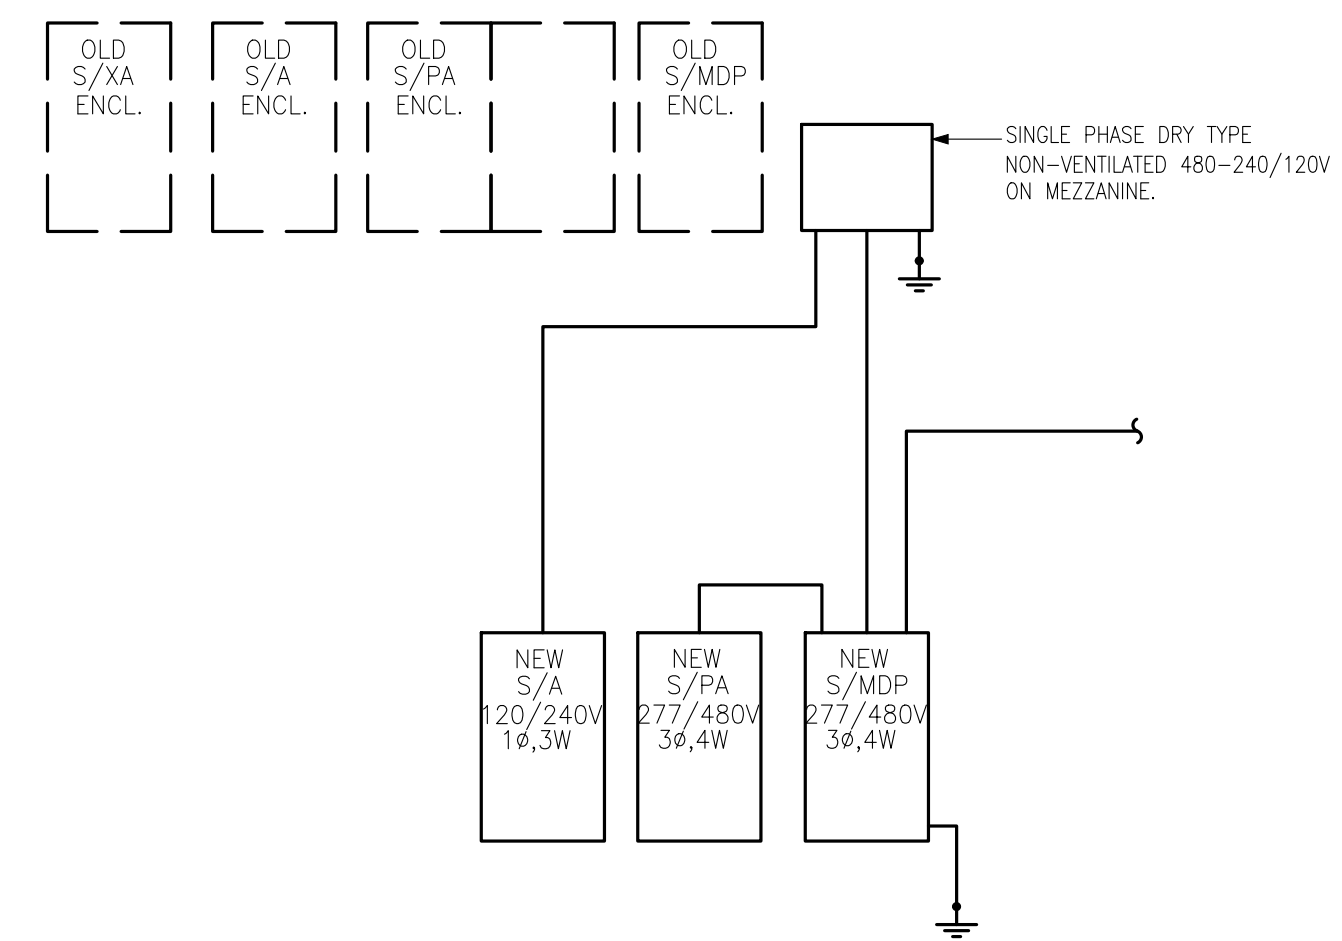 OLD
S/XA
ENCL.
OLD
S/A
ENCL.
OLD
S/PA
ENCL.
OLD
S/MDP
ENCL.
SINGLE PHASE DRY TYPE
NON-VENTILATED 480-240/120V
ON MEZZANINE.
NEW
S/A
120/240V
1ø,3W
NEW
S/PA
277/480V
3ø,4W
NEW
S/MDP
277/480V
3ø,4W